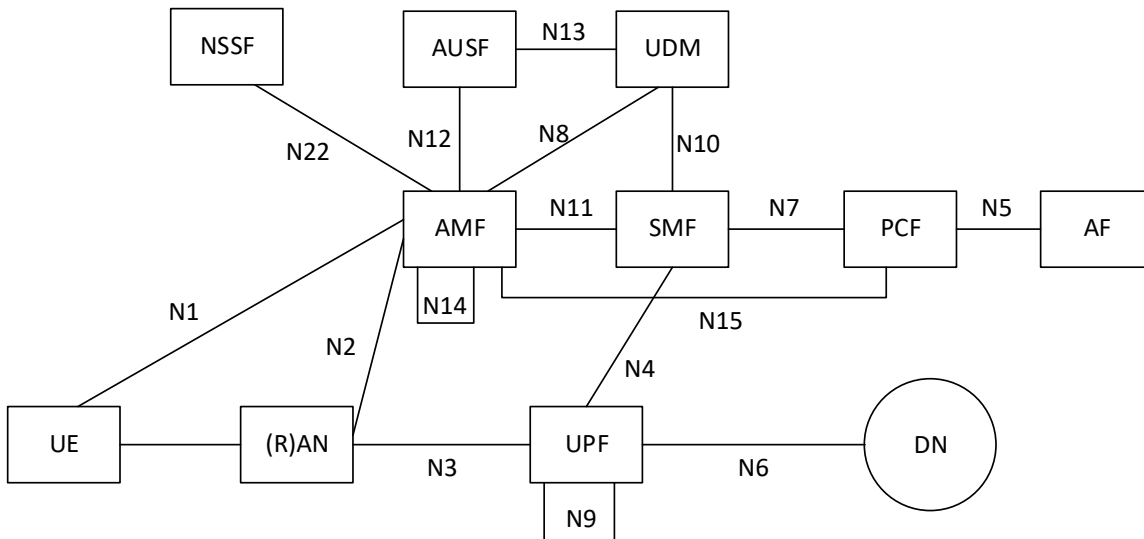 NSSF
AUSF
N13
UDM
N22
N12
N8
N10
AMF
N11
SMF
N7
PCF
N5
AF
N14
N1
N2
N15
N4
UE
(R)AN
N3
UPF
N6
DN
N9